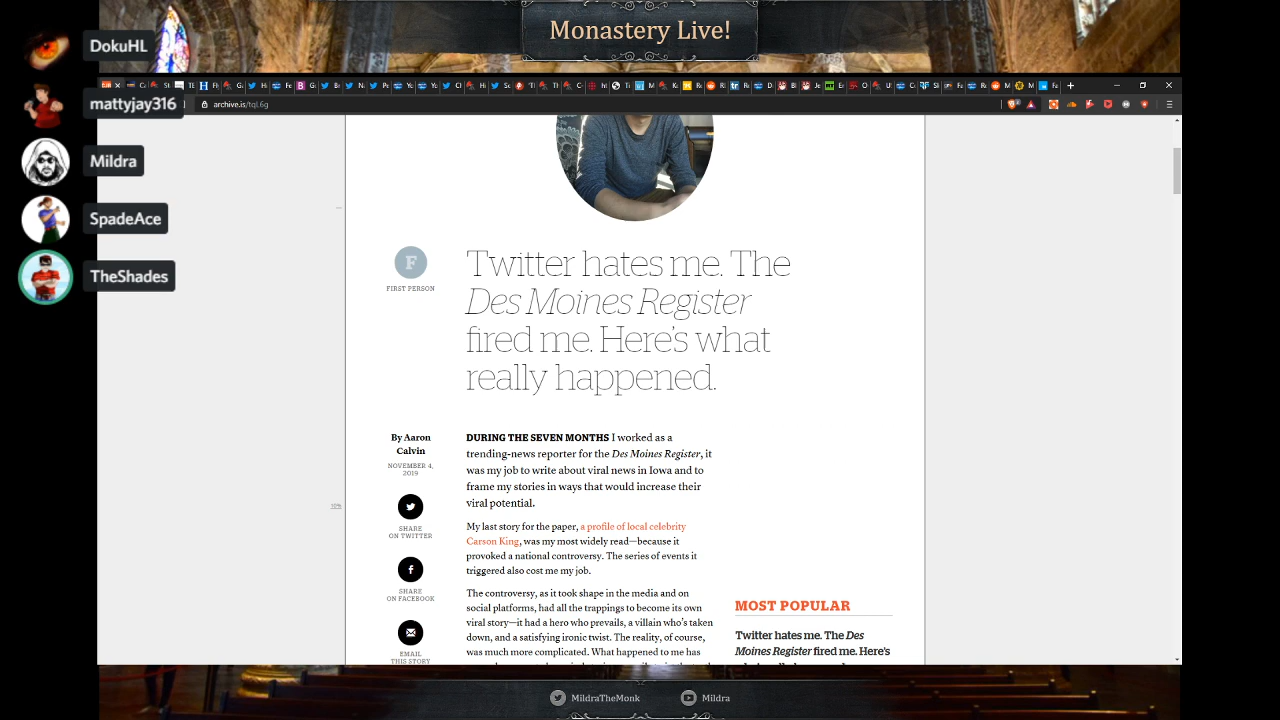 Monastery Live!
DokuHL
mattyjay316
Mildra
SpadeAce
TheShades
archive.is/tqL6g
F
FIRST PERSON
Twitter hates me. The
Des Moines Register
fired me. Here's what
really happened.
By Aaron
Calvin
NOVEMBER 4,
2019
SHARE
ON TWITTER
SHARE
ON FACEBOOK
EMAIL
THIS STORY
DURING THE SEVEN MONTHS I worked as a
trending-news reporter for the Des Moines Register, it
was my job to write about viral news in Iowa and to
frame my stories in ways that would increase their
viral potential.
My last story for the paper, a profile of local celebrity
Carson King, was my most widely read—because it
provoked a national controversy. The series of events it
triggered also cost me my job.
The controversy, as it took shape in the media and on
social platforms, had all the trappings to become its own
viral story—it had a hero who prevails, a villain who's taken
down, and a satisfying ironic twist. The reality, of course,
was much more complicated. What happened to me has
MOST POPULAR
Twitter hates me. The Des
Moines Register fired me. Here's
MildraTheMonk
Mildra